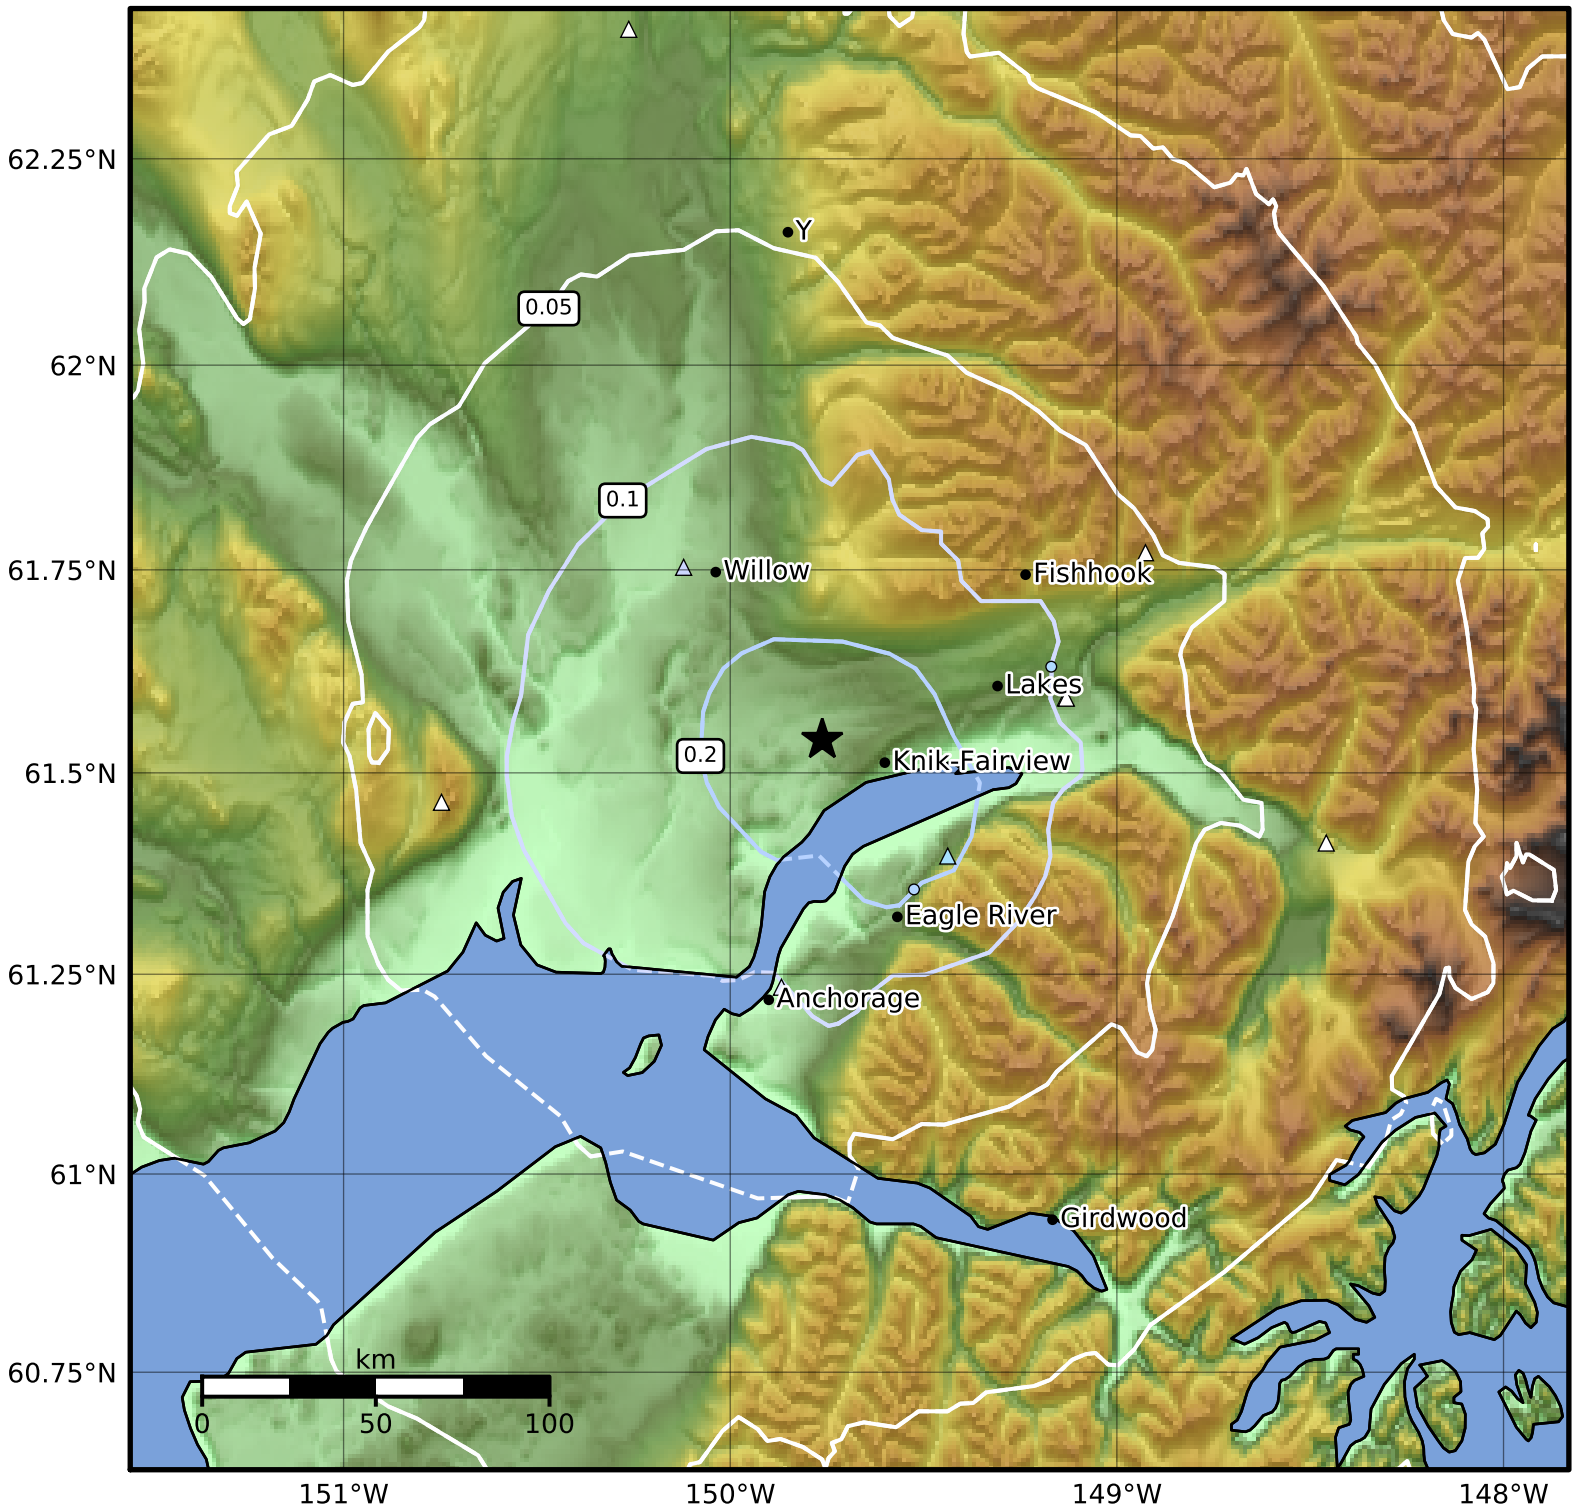 62.25°N
Y
0.05
62°N
0.1
61.75°N
Willow
Fishhook
Lakes
0.2
Knik-Fairview
61.5°N
Eagle River
61.25°N
Anchorage
61°N
Girdwood
km
60.75°N
0 50 100
151°W 150°W 149°W 148°W